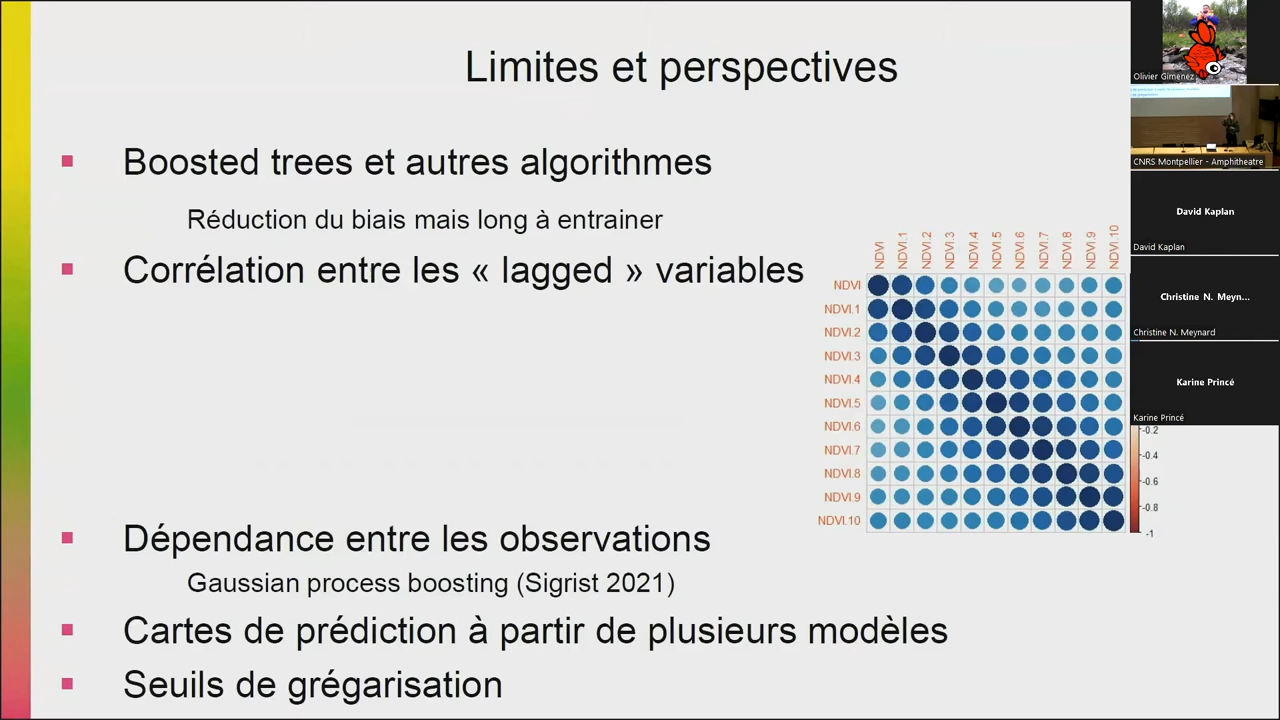 Limites et perspectives
Boosted trees et autres algorithmes
Réduction du biais mais long à entrainer
Corrélation entre les « lagged » variables
NDVI NDVI.1 NDVI.2 NDVI.3 NDVI.4 NDVI.5 NDVI.6 NDVI.7 NDVI.8 NDVI.9 NDVI.10
NDVI
NDVI.1
NDVI.2
NDVI.3
NDVI.4
NDVI.5
NDVI.6
NDVI.7
NDVI.8
NDVI.9
NDVI.10
-0.2
-0.4
-0.6
-0.8
-1
Dépendance entre les observations
Gaussian process boosting (Sigrist 2021)
Cartes de prédiction à partir de plusieurs modèles
Seuils de grégarisation
Olivier Gimenez
CNRS Montpellier - Amphitheatre
David Kaplan
David Kaplan
Christine N. Meyn...
Christine N. Meynard
Karine Princé
Karine Princé